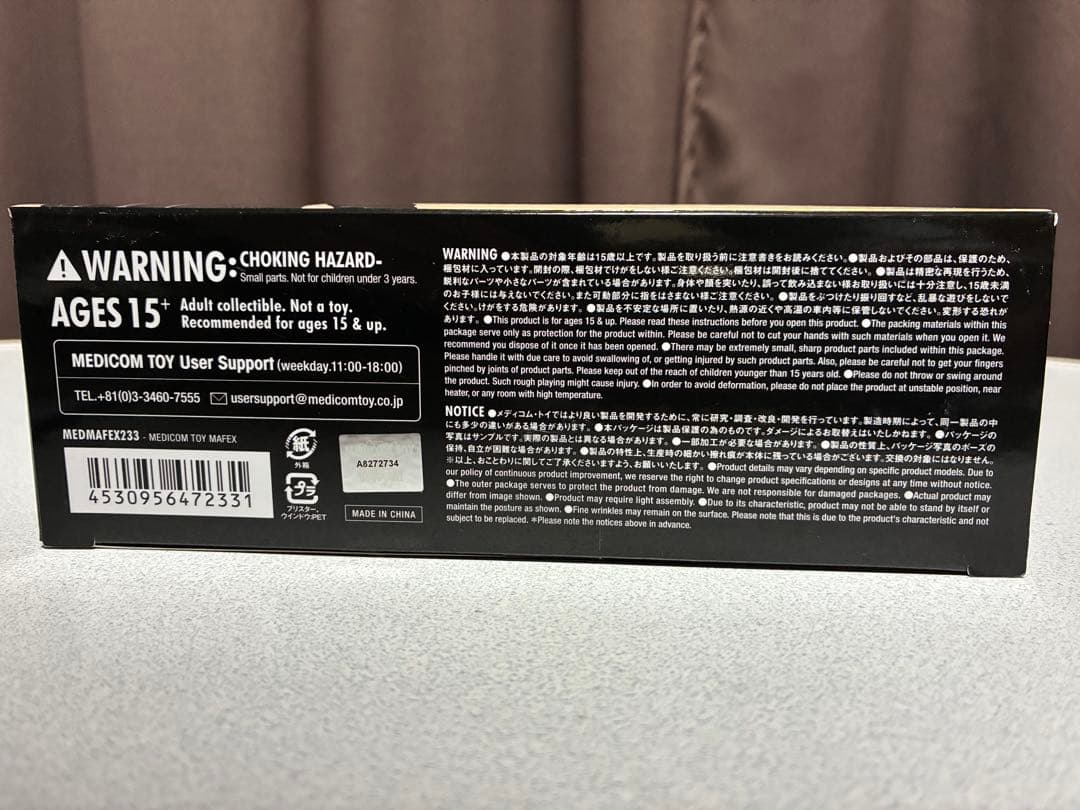 WARNING: CHOKING HAZARD-
Small parts. Not for children under 3 years.
AGES 15+ Adult collectible. Not a toy.
Recommended for ages 15 & up.
MEDICOM TOY User Support (weekday.11:00-18:00)
TEL.+81(0)3-3460-7555 usersupport@medicomtoy.co.jp
MEDMAFEX233 - MEDICOM TOY MAFEX
4530956472331
紙
外箱
プラ
ブリスター、
ウインドウ:PET
A8272734
MADE IN CHINA
WARNING ●本製品の対象年齢は15歳以上です。製品を取り扱う前に注意書きをお読みください。●製品およびその部品は、保護のため、
梱包材に入っています。開封の際、梱包材でけがをしない様ご注意ください。梱包材は開封後に捨ててください。●製品は精密な再現を行うため、
鋭利なパーツや小さなパーツが含まれている場合があります。身体や顔を突いたり、誤って飲み込まない様お取り扱いには十分注意し、15歳未満
のお子様には与えないでください。また可動部分に指をはさまない様ご注意ください。●製品をぶつけたり振り回すなど、乱暴な遊びをしないで
ください。けがをする危険があります。●製品を不安定な場所に置いたり、熱源の近くや高温の車内等に保管しないでください。変形する恐れが
あります。●This product is for ages 15 & up. Please read these instructions before you open this product. ●The packing materials within this
package serve only as protection for the product within. Please be careful not to cut your hands with such materials when you open it. We
recommend you dispose of it once it has been opened. ●There may be extremely small, sharp product parts included within this package.
Please handle it with due care to avoid swallowing of, or getting injured by such product parts. Also, please be careful not to get your fingers
pinched by joints of product parts. Please keep out of the reach of children younger than 15 years old. ●Please do not throw or swing around
the product. Such rough playing might cause injury. ●In order to avoid deformation, please do not place the product at unstable position, near
heater, or any room with high temperature.
NOTICE ●メディコム・トイではより良い製品を開発するために、常に研究・調査・改良・開発を行っています。製造時期によって、同一製品の中
にも多少の違いがある場合があります。●本パッケージは製品保護の為のものです。ダメージによるお取替えはいたしかねます。●パッケージの
写真はサンプルです。実際の製品とは異なる場合があります。●一部加工が必要な場合があります。●製品の性質上、パッケージ写真のポーズの
保持、自立が困難な場合があります。●製品の特性上、生産時の細かい擦れ痕が本体に残っている場合がございます。交換の対象にはなりません。
※以上、おことわりに関してご了承くださいますよう、お願いいたします。●Product details may vary depending on specific product models. Due to
our policy of continuous product improvement, we reserve the right to change product specifications or designs at any time without notice.
●The outer package serves to protect the product from damage. We are not responsible for damaged packages. ●Actual product may
differ from image shown. ●Product may require light assembly. ●Due to its characteristic, product may not be able to stand by itself or
maintain the posture as shown. ●Fine wrinkles may remain on the surface. Please note that this is due to the product's characteristic and not
subject to be replaced. ＊Please note the notices above in advance.